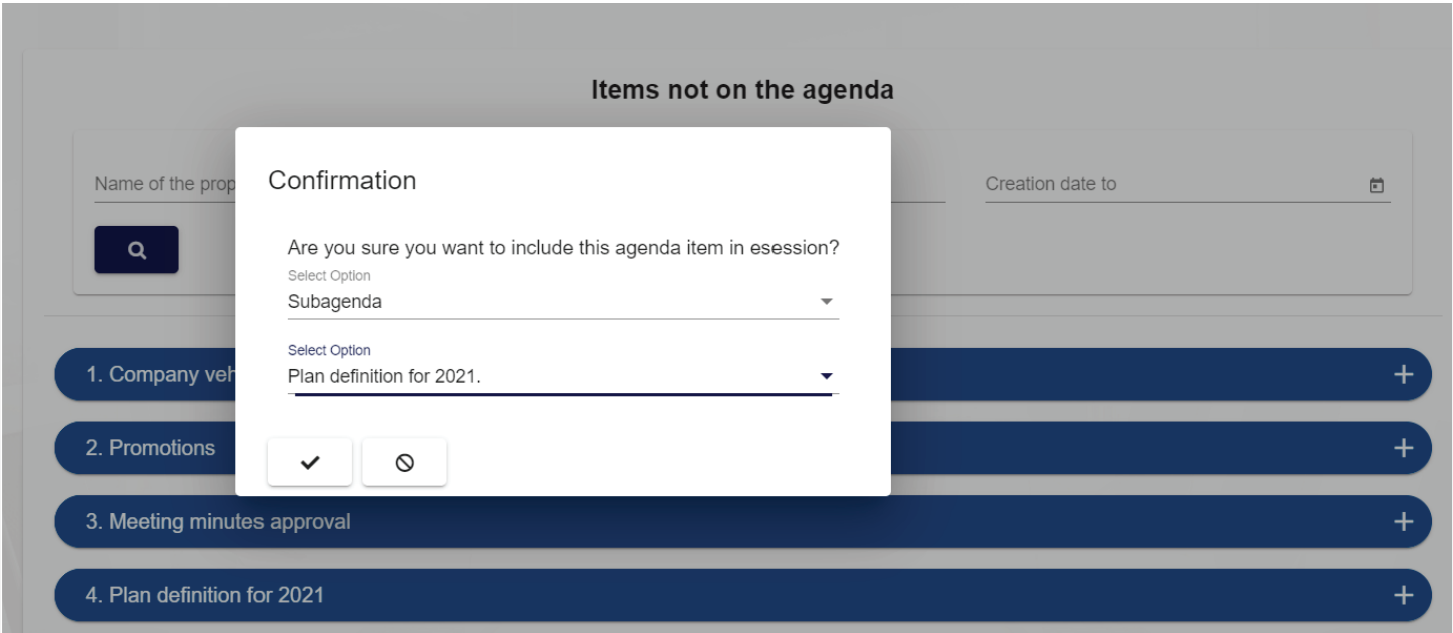 Items not on the agenda
Name of the prop
Creation date to
Confirmation
Are you sure you want to include this agenda item in esession?
Select Option
Subagenda
Select Option
Plan definition for 2021.
1. Company veh
2. Promotions
3. Meeting minutes approval
4. Plan definition for 2021